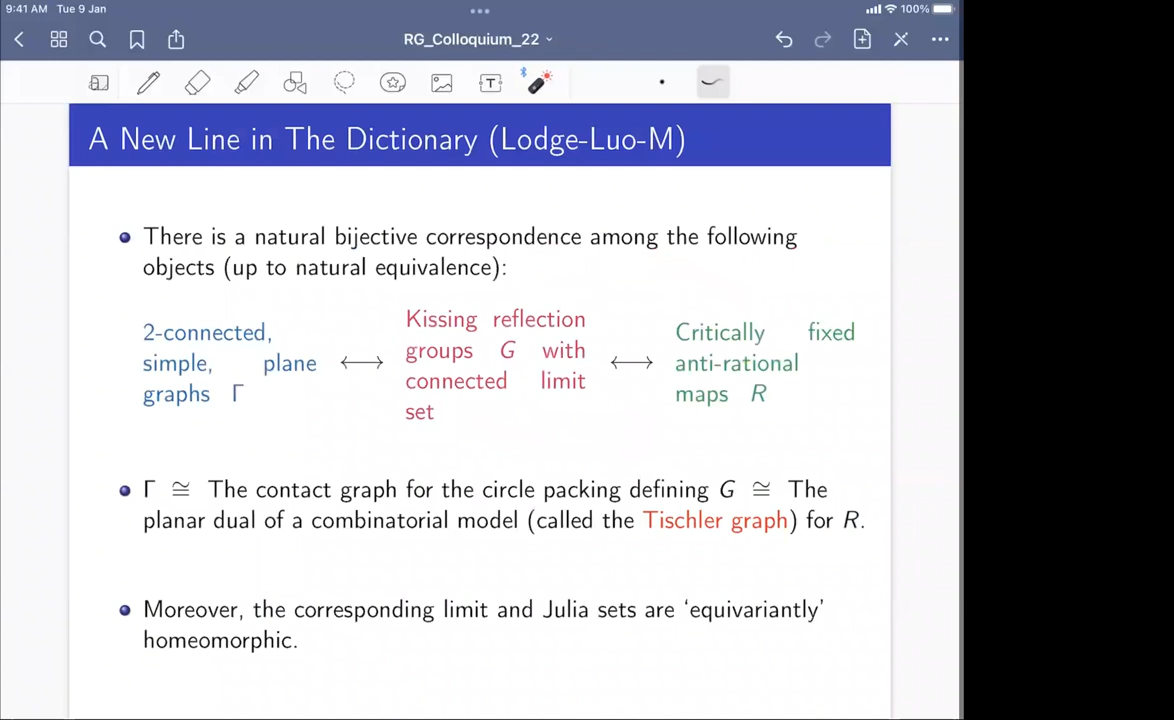 9:41 AM Tue 9 Jan
100%
RG_Colloquium_22
T
A New Line in The Dictionary (Lodge-Luo-M)
There is a natural bijective correspondence among the following
objects (up to natural equivalence):
2-connected,
simple, plane
graphs Γ
⟷
Kissing reflection
groups G with
connected limit
set
⟷
Critically fixed
anti-rational
maps R
Γ ≅ The contact graph for the circle packing defining G ≅ The
planar dual of a combinatorial model (called the Tischler graph) for R.
Moreover, the corresponding limit and Julia sets are ‘equivariantly’
homeomorphic.